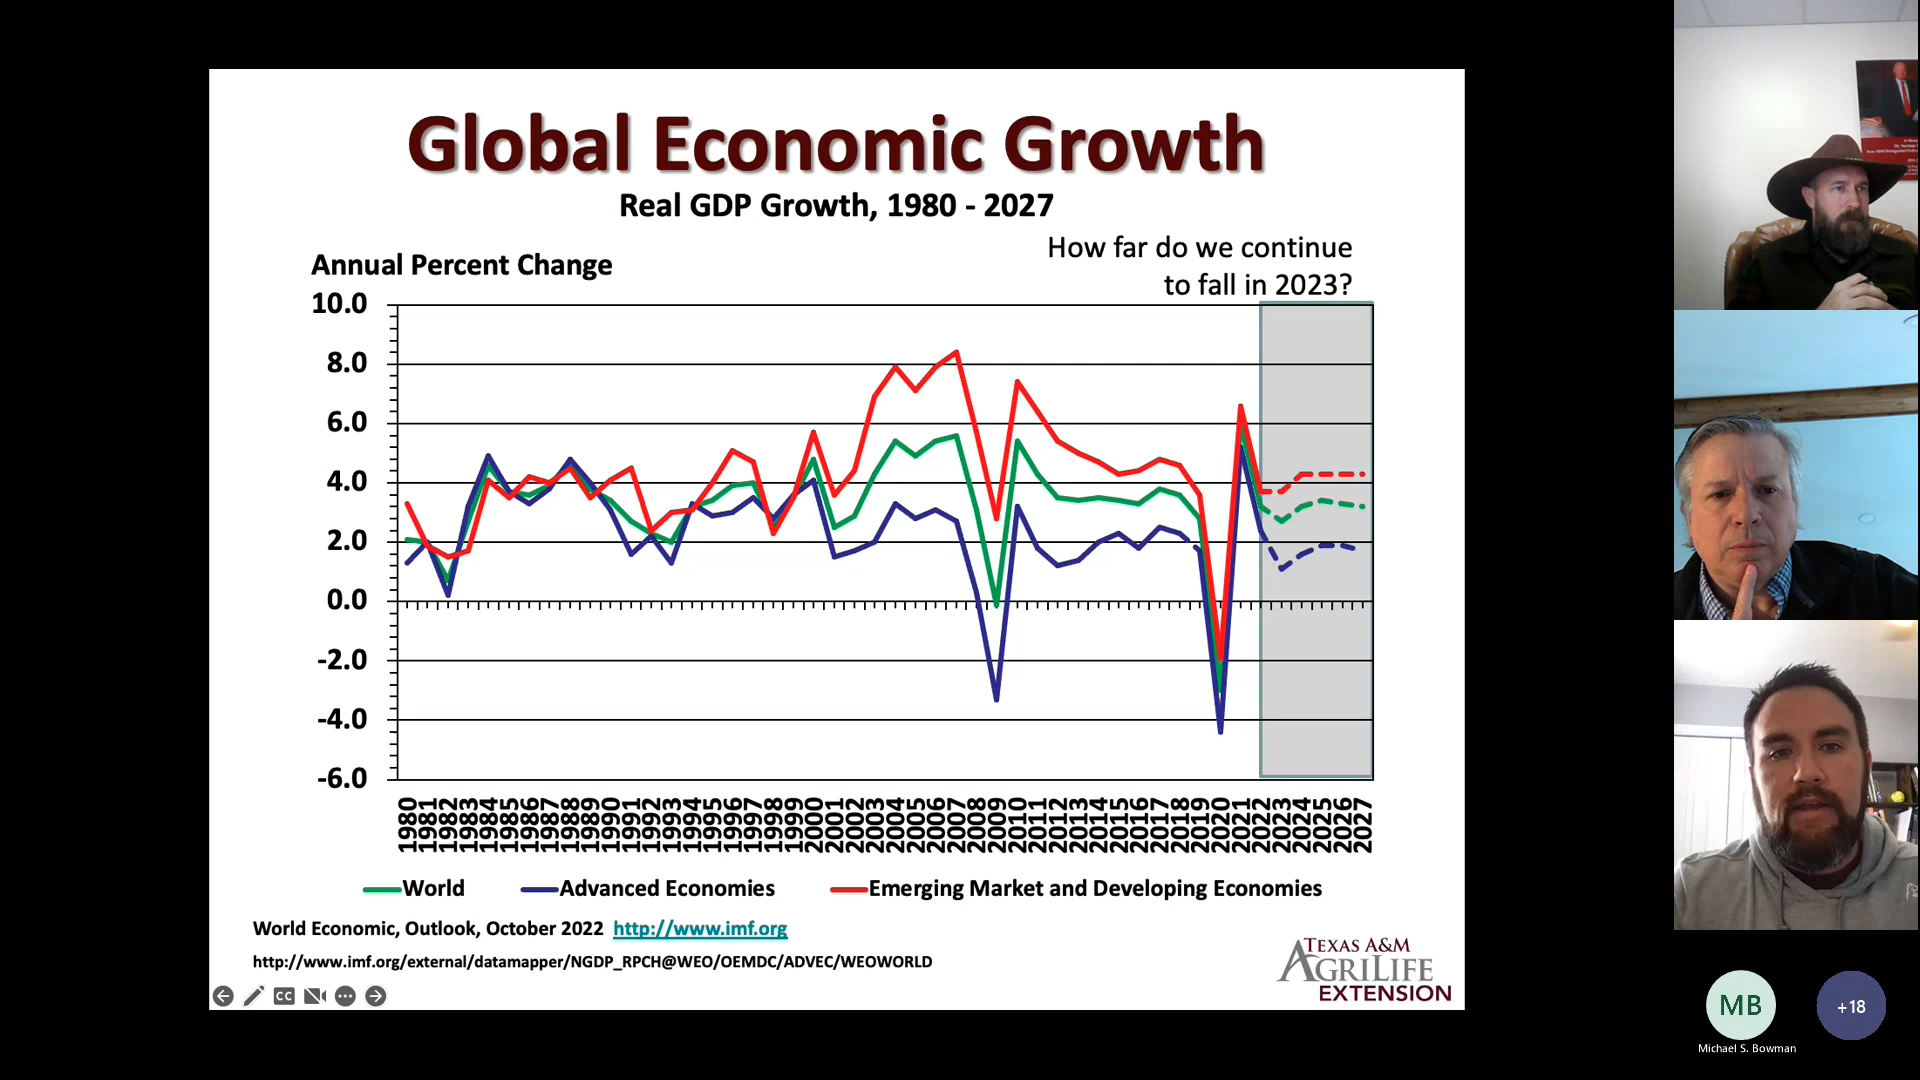 Global Economic Growth
Real GDP Growth, 1980 - 2027
How far do we continue
to fall in 2023?
Annual Percent Change
10.0
8.0
6.0
4.0
2.0
0.0
-2.0
-4.0
-6.0
1980 1981 1982 1983 1984 1985 1986 1987 1988 1989 1990 1991 1992 1993 1994 1995 1996 1997 1998 1999 2000 2001 2002 2003 2004 2005 2006 2007 2008 2009 2010 2011 2012 2013 2014 2015 2016 2017 2018 2019 2020 2021 2022 2023 2024 2025 2026 2027
World Advanced Economies Emerging Market and Developing Economies
World Economic, Outlook, October 2022 http://www.imf.org
http://www.imf.org/external/datamapper/NGDP_RPCH@WEO/OEMDC/ADVEC/WEOWORLD
TEXAS A&M
AGRILIFE
EXTENSION
CC
MB
+18
Michael S. Bowman